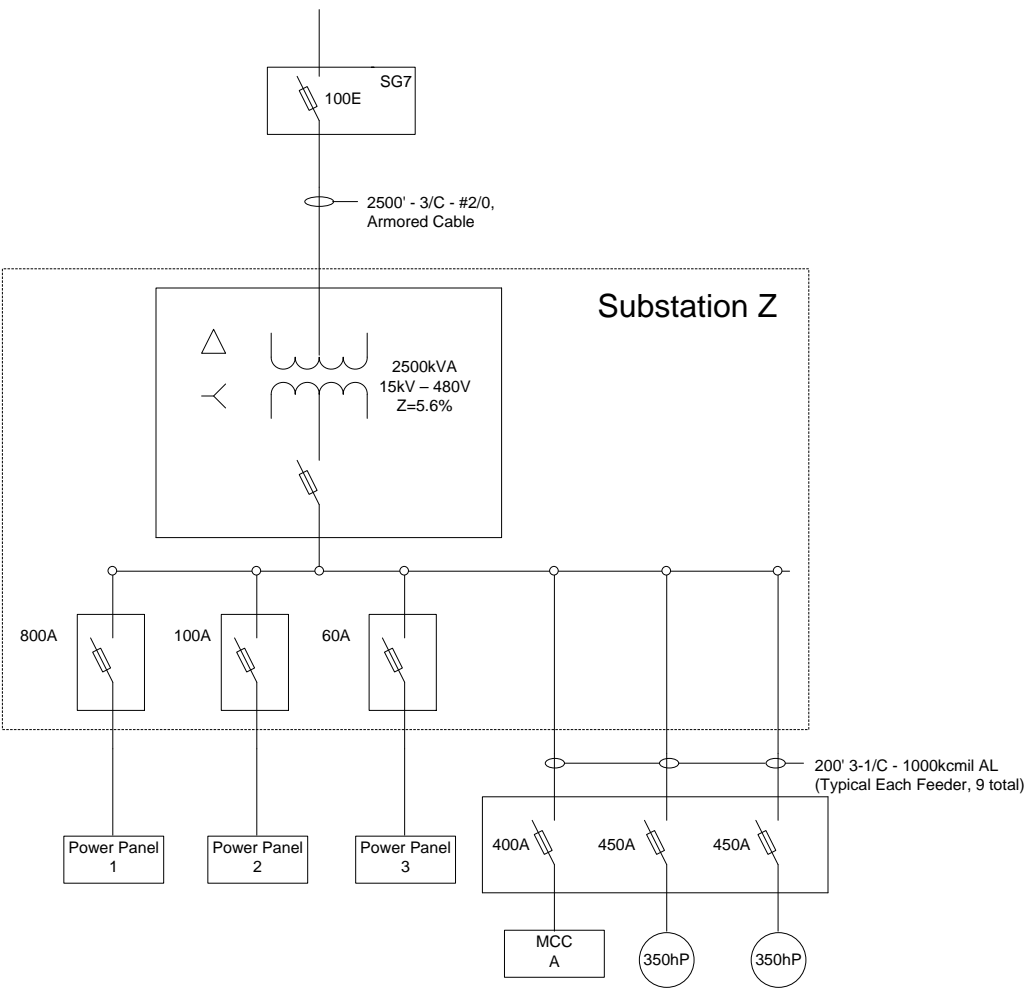 SG7
100E
2500' - 3/C - #2/0,
Armored Cable
Substation Z
2500kVA
15kV – 480V
Z=5.6%
800A
100A
60A
200' 3-1/C - 1000kcmil AL
(Typical Each Feeder, 9 total)
400A
450A
450A
Power Panel
1
Power Panel
2
Power Panel
3
MCC
A
350hP
350hP